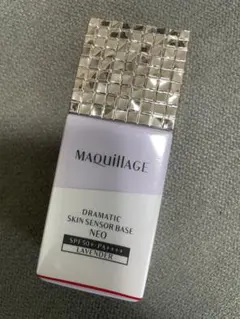 MAQuillAGE
DRAMATIC
SKIN SENSOR BASE
NEO
SPF50+・PA++++
LAVENDER